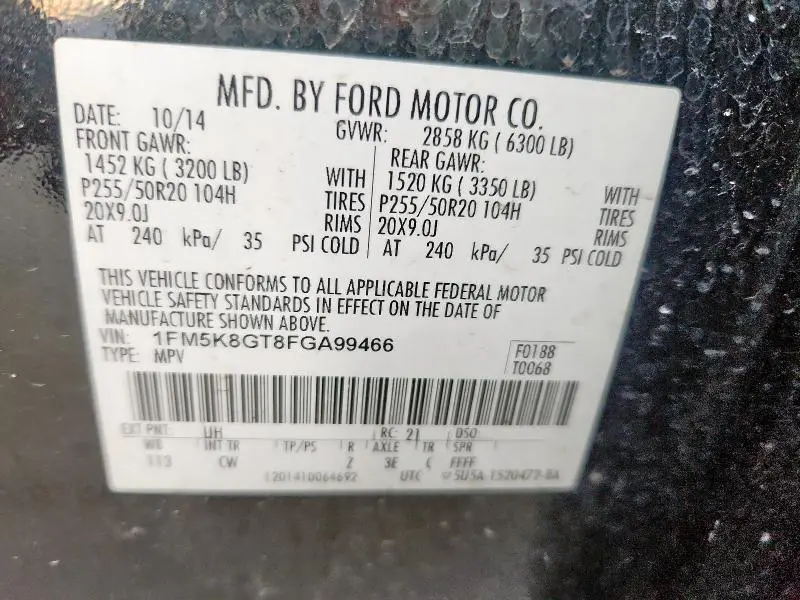 MFD. BY FORD MOTOR CO.
DATE: 10/14 GVWR: 2858 KG ( 6300 LB)
FRONT GAWR: REAR GAWR:
1452 KG ( 3200 LB) WITH 1520 KG ( 3350 LB) WITH
P255/50R20 104H TIRES P255/50R20 104H TIRES
20X9.0J RIMS 20X9.0J RIMS
AT 240 kPa/ 35 PSI COLD AT 240 kPa/ 35 PSI COLD
THIS VEHICLE CONFORMS TO ALL APPLICABLE FEDERAL MOTOR
VEHICLE SAFETY STANDARDS IN EFFECT ON THE DATE OF
MANUFACTURE SHOWN ABOVE.
VIN: 1FM5K8GT8FGA99466
TYPE: MPV
F0188
T0068
EXT PNT: UH RC: 21 DSO:
WB INT TR TP/PS R AXLE TR SPR
113 CW Z 3E C FFFF
1201410064692 UTC 5U5A-1520472-BA